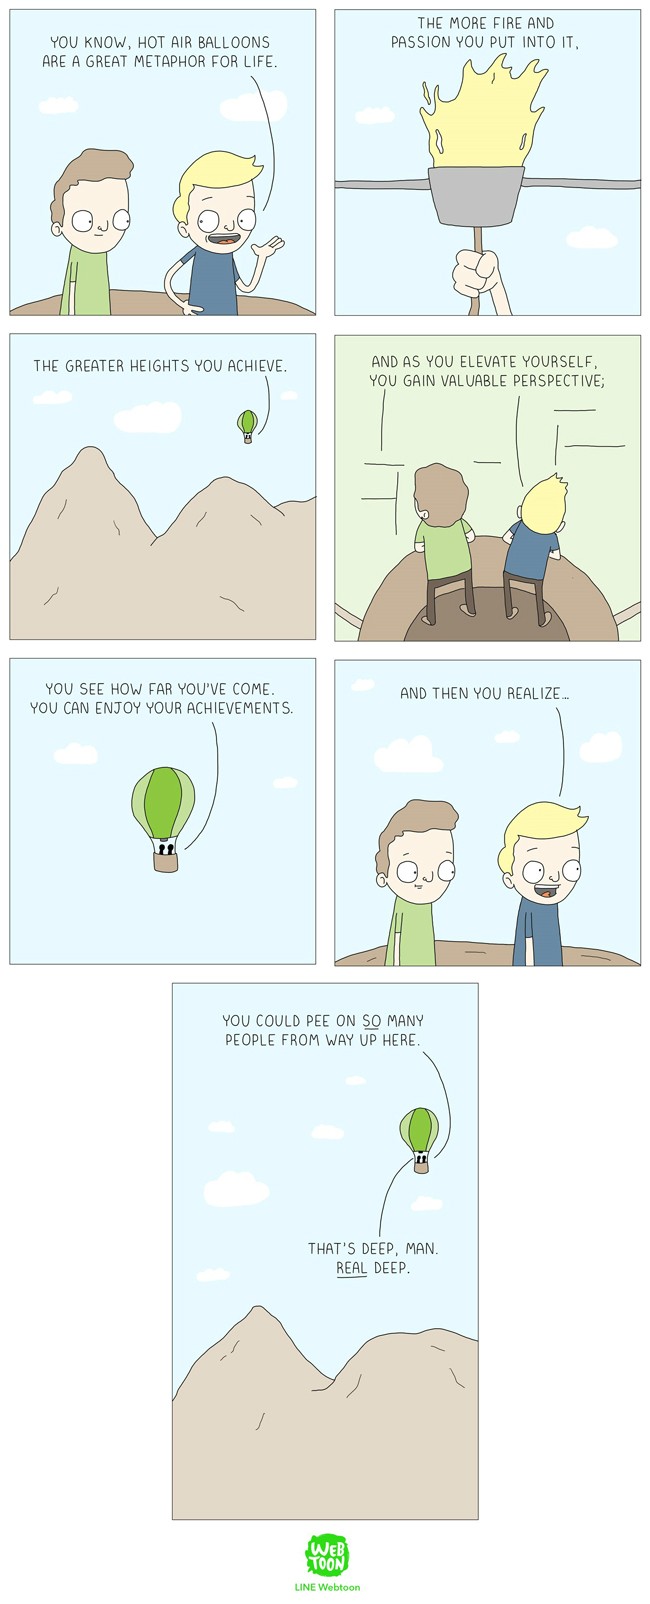 YOU KNOW, HOT AIR BALLOONS
ARE A GREAT METAPHOR FOR LIFE.
THE MORE FIRE AND
PASSION YOU PUT INTO IT,
THE GREATER HEIGHTS YOU ACHIEVE.
AND AS YOU ELEVATE YOURSELF,
YOU GAIN VALUABLE PERSPECTIVE;
YOU SEE HOW FAR YOU'VE COME.
YOU CAN ENJOY YOUR ACHIEVEMENTS.
AND THEN YOU REALIZE...
YOU COULD PEE ON SO MANY
PEOPLE FROM WAY UP HERE.
THAT'S DEEP, MAN.
REAL DEEP.
WEB
TOON
LINE Webtoon